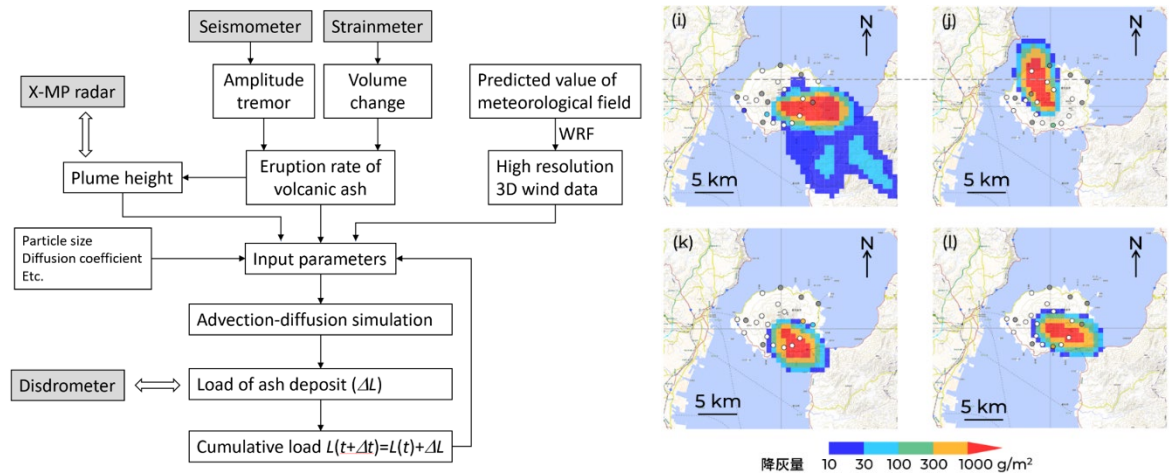 Seismometer
Strainmeter
Amplitude
tremor
Volume
change
Predicted value of
meteorological field
X-MP radar
WRF
Plume height
Eruption rate of
volcanic ash
High resolution
3D wind data
Particle size
Diffusion coefficient
Etc.
Input parameters
Advection-diffusion simulation
Disdrometer
Load of ash deposit (ΔL)
Cumulative load L(t+Δt)=L(t)+ΔL
(i)
N
5 km
(j)
N
5 km
(k)
N
5 km
(l)
N
5 km
降灰量 10 30 100 300 1000 g/m²